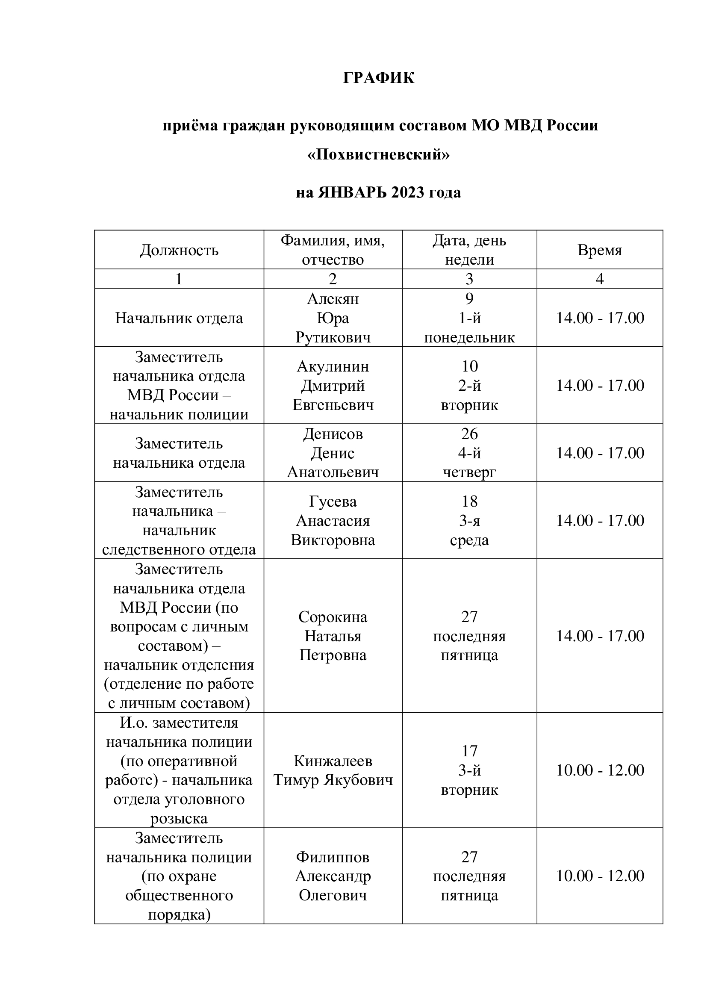 ГРАФИК
приёма граждан руководящим составом МО МВД России
«Похвистневский»
на ЯНВАРЬ 2023 года
Должность
Фамилия, имя,
отчество
Дата, день
недели
Время
1
2
3
4
Начальник отдела
Алекян
Юра
Рутикович
9
1-й
понедельник
14.00 - 17.00
Заместитель
начальника отдела
МВД России –
начальник полиции
Акулинин
Дмитрий
Евгеньевич
10
2-й
вторник
14.00 - 17.00
Заместитель
начальника отдела
Денисов
Денис
Анатольевич
26
4-й
четверг
14.00 - 17.00
Заместитель
начальника –
начальник
следственного отдела
Гусева
Анастасия
Викторовна
18
3-я
среда
14.00 - 17.00
Заместитель
начальника отдела
МВД России (по
вопросам с личным
составом) –
начальник отделения
(отделение по работе
с личным составом)
Сорокина
Наталья
Петровна
27
последняя
пятница
14.00 - 17.00
И.о. заместителя
начальника полиции
(по оперативной
работе) - начальника
отдела уголовного
розыска
Кинжалеев
Тимур Якубович
17
3-й
вторник
10.00 - 12.00
Заместитель
начальника полиции
(по охране
общественного
порядка)
Филиппов
Александр
Олегович
27
последняя
пятница
10.00 - 12.00